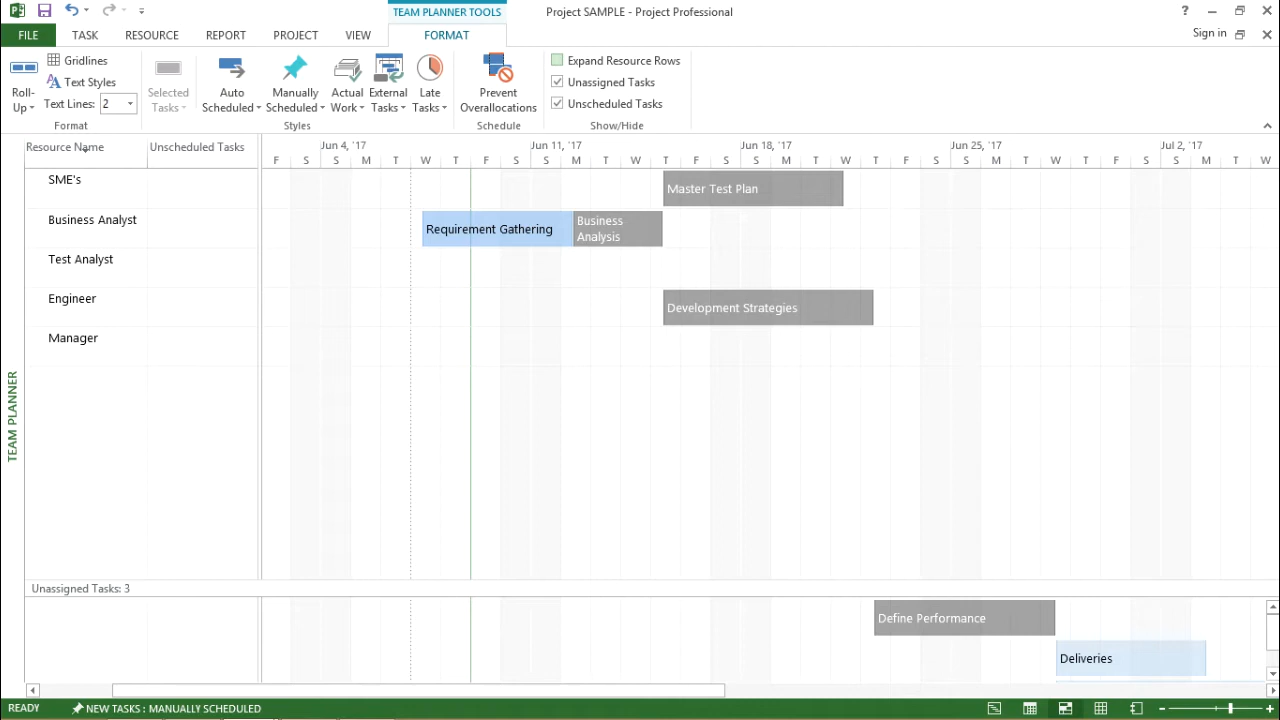 TEAM PLANNER TOOLS
Project SAMPLE - Project Professional
?
FILE
TASK
RESOURCE
REPORT
PROJECT
VIEW
FORMAT
Sign in
Roll-
Up
Gridlines
Text Styles
Text Lines: 2
Format
Selected
Tasks
Auto
Scheduled
Manually
Scheduled
Actual
Work
External
Tasks
Late
Tasks
Styles
Prevent
Overallocations
Schedule
Expand Resource Rows
Unassigned Tasks
Unscheduled Tasks
Show/Hide
Resource Name
Unscheduled Tasks
Jun 4, '17
Jun 11, '17
Jun 18, '17
Jun 25, '17
Jul 2, '17
F S S M T W T F S S M T W T F S S M T W T F S S M T W T F S S M T W
SME's
Master Test Plan
Business Analyst
Requirement Gathering
Business
Analysis
Test Analyst
Engineer
Development Strategies
Manager
TEAM PLANNER
Unassigned Tasks: 3
Define Performance
Deliveries
READY
NEW TASKS : MANUALLY SCHEDULED